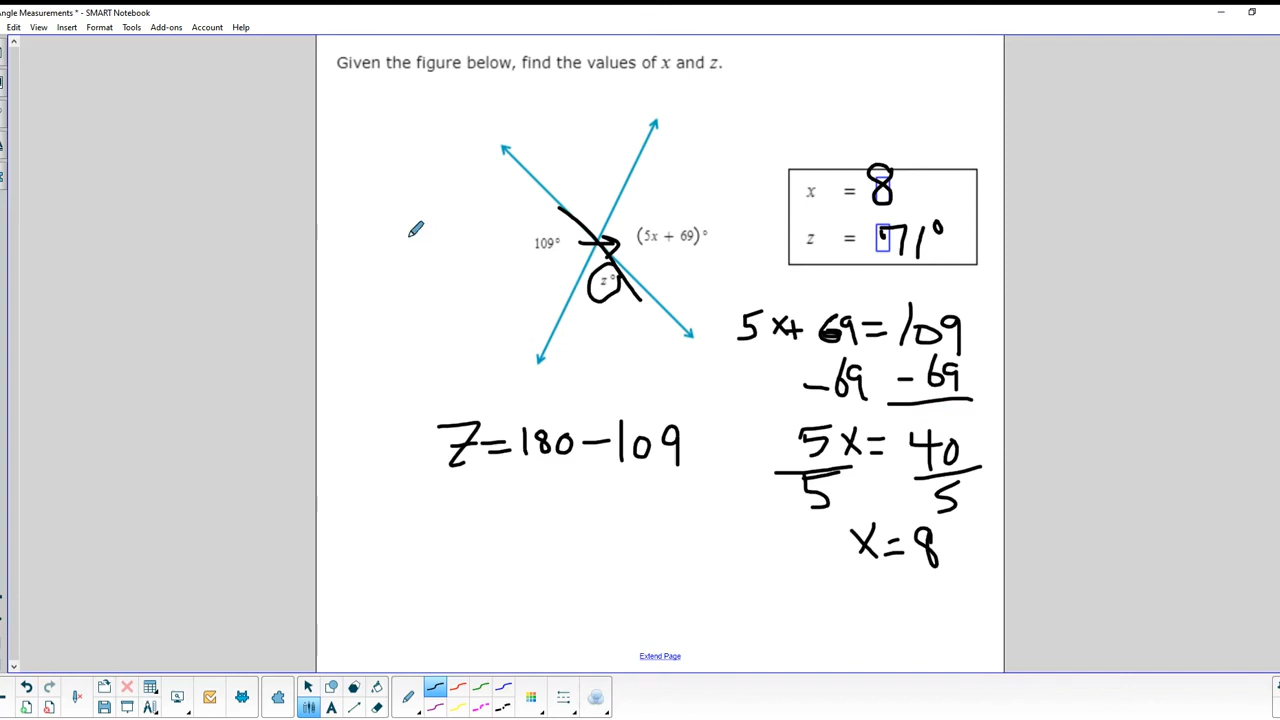 Angle Measurements * - SMART Notebook
Edit View Insert Format Tools Add-ons Account Help
Given the figure below, find the values of x and z.
109°
(5x + 69)°
z°
x = 8
z = 71°
5x+ 69=109
-69 -69
5x= 40
5 5
x=8
Z=180-109
Extend Page